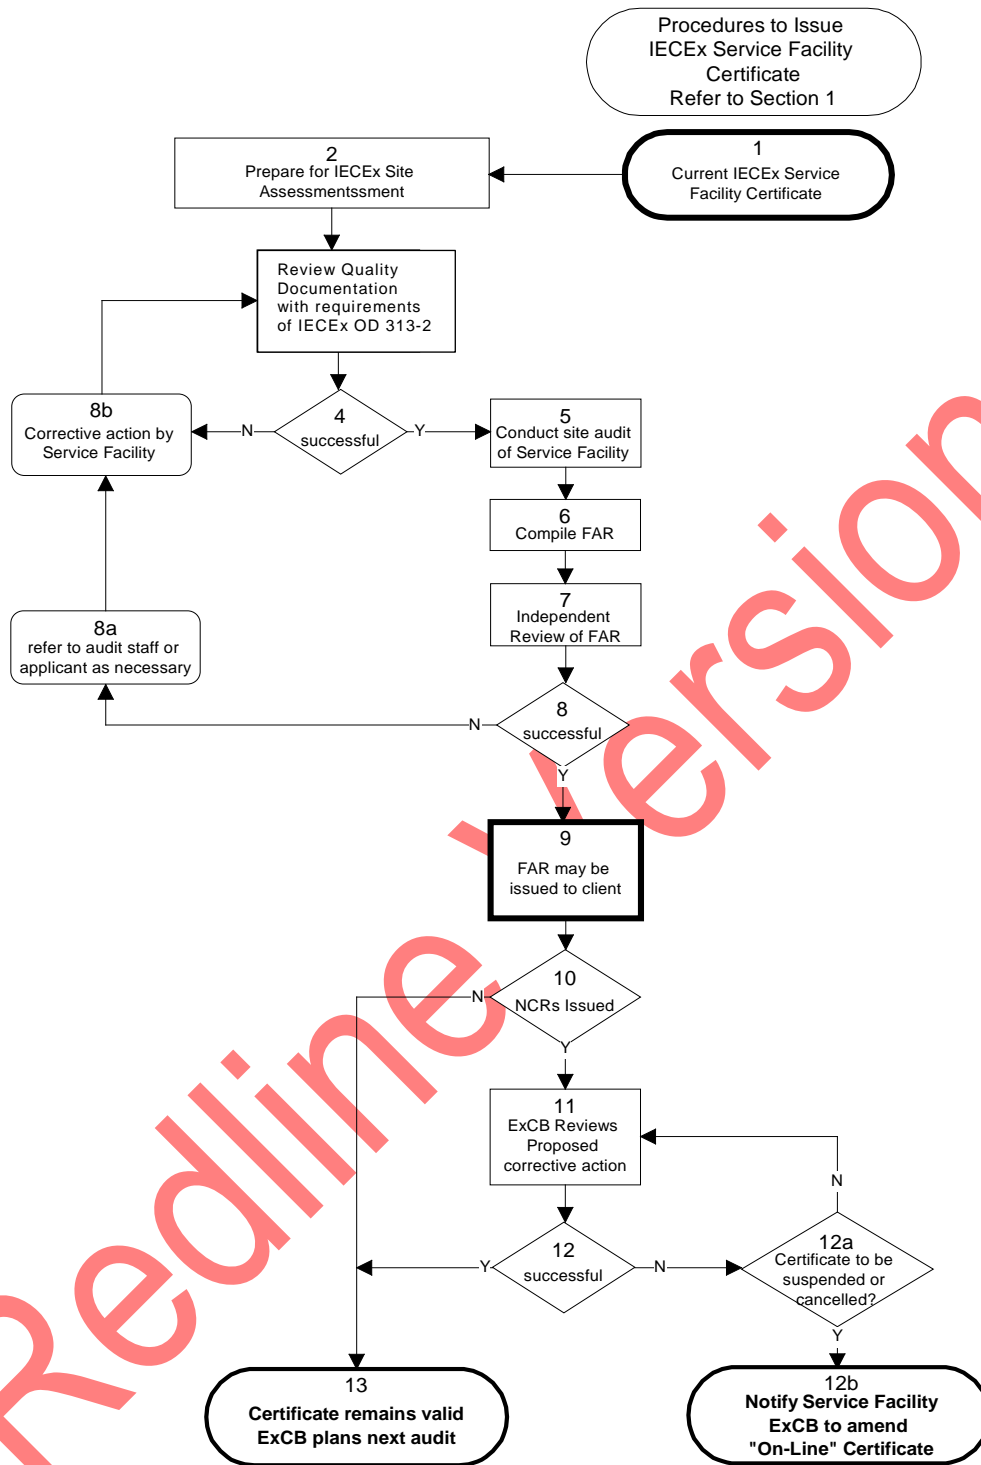 Procedures to Issue
IECEx Service Facility
Certificate
Refer to Section 1
1
Current IECEx Service
Facility Certificate
2
Prepare for IECEx Site
Assessmentssment
Review Quality
Documentation
with requirements
of IECEx OD 313-2
4
successful
N
Y
8b
Corrective action by
Service Facility
5
Conduct site audit
of Service Facility
6
Compile FAR
7
Independent
Review of FAR
8a
refer to audit staff or
applicant as necessary
8
successful
N
Y
9
FAR may be
issued to client
10
NCRs Issued
N
Y
11
ExCB Reviews
Proposed
corrective action
N
12
successful
Y
N
12a
Certificate to be
suspended or
cancelled?
Y
13
Certificate remains valid
ExCB plans next audit
12b
Notify Service Facility
ExCB to amend
"On-Line" Certificate
Redline Version